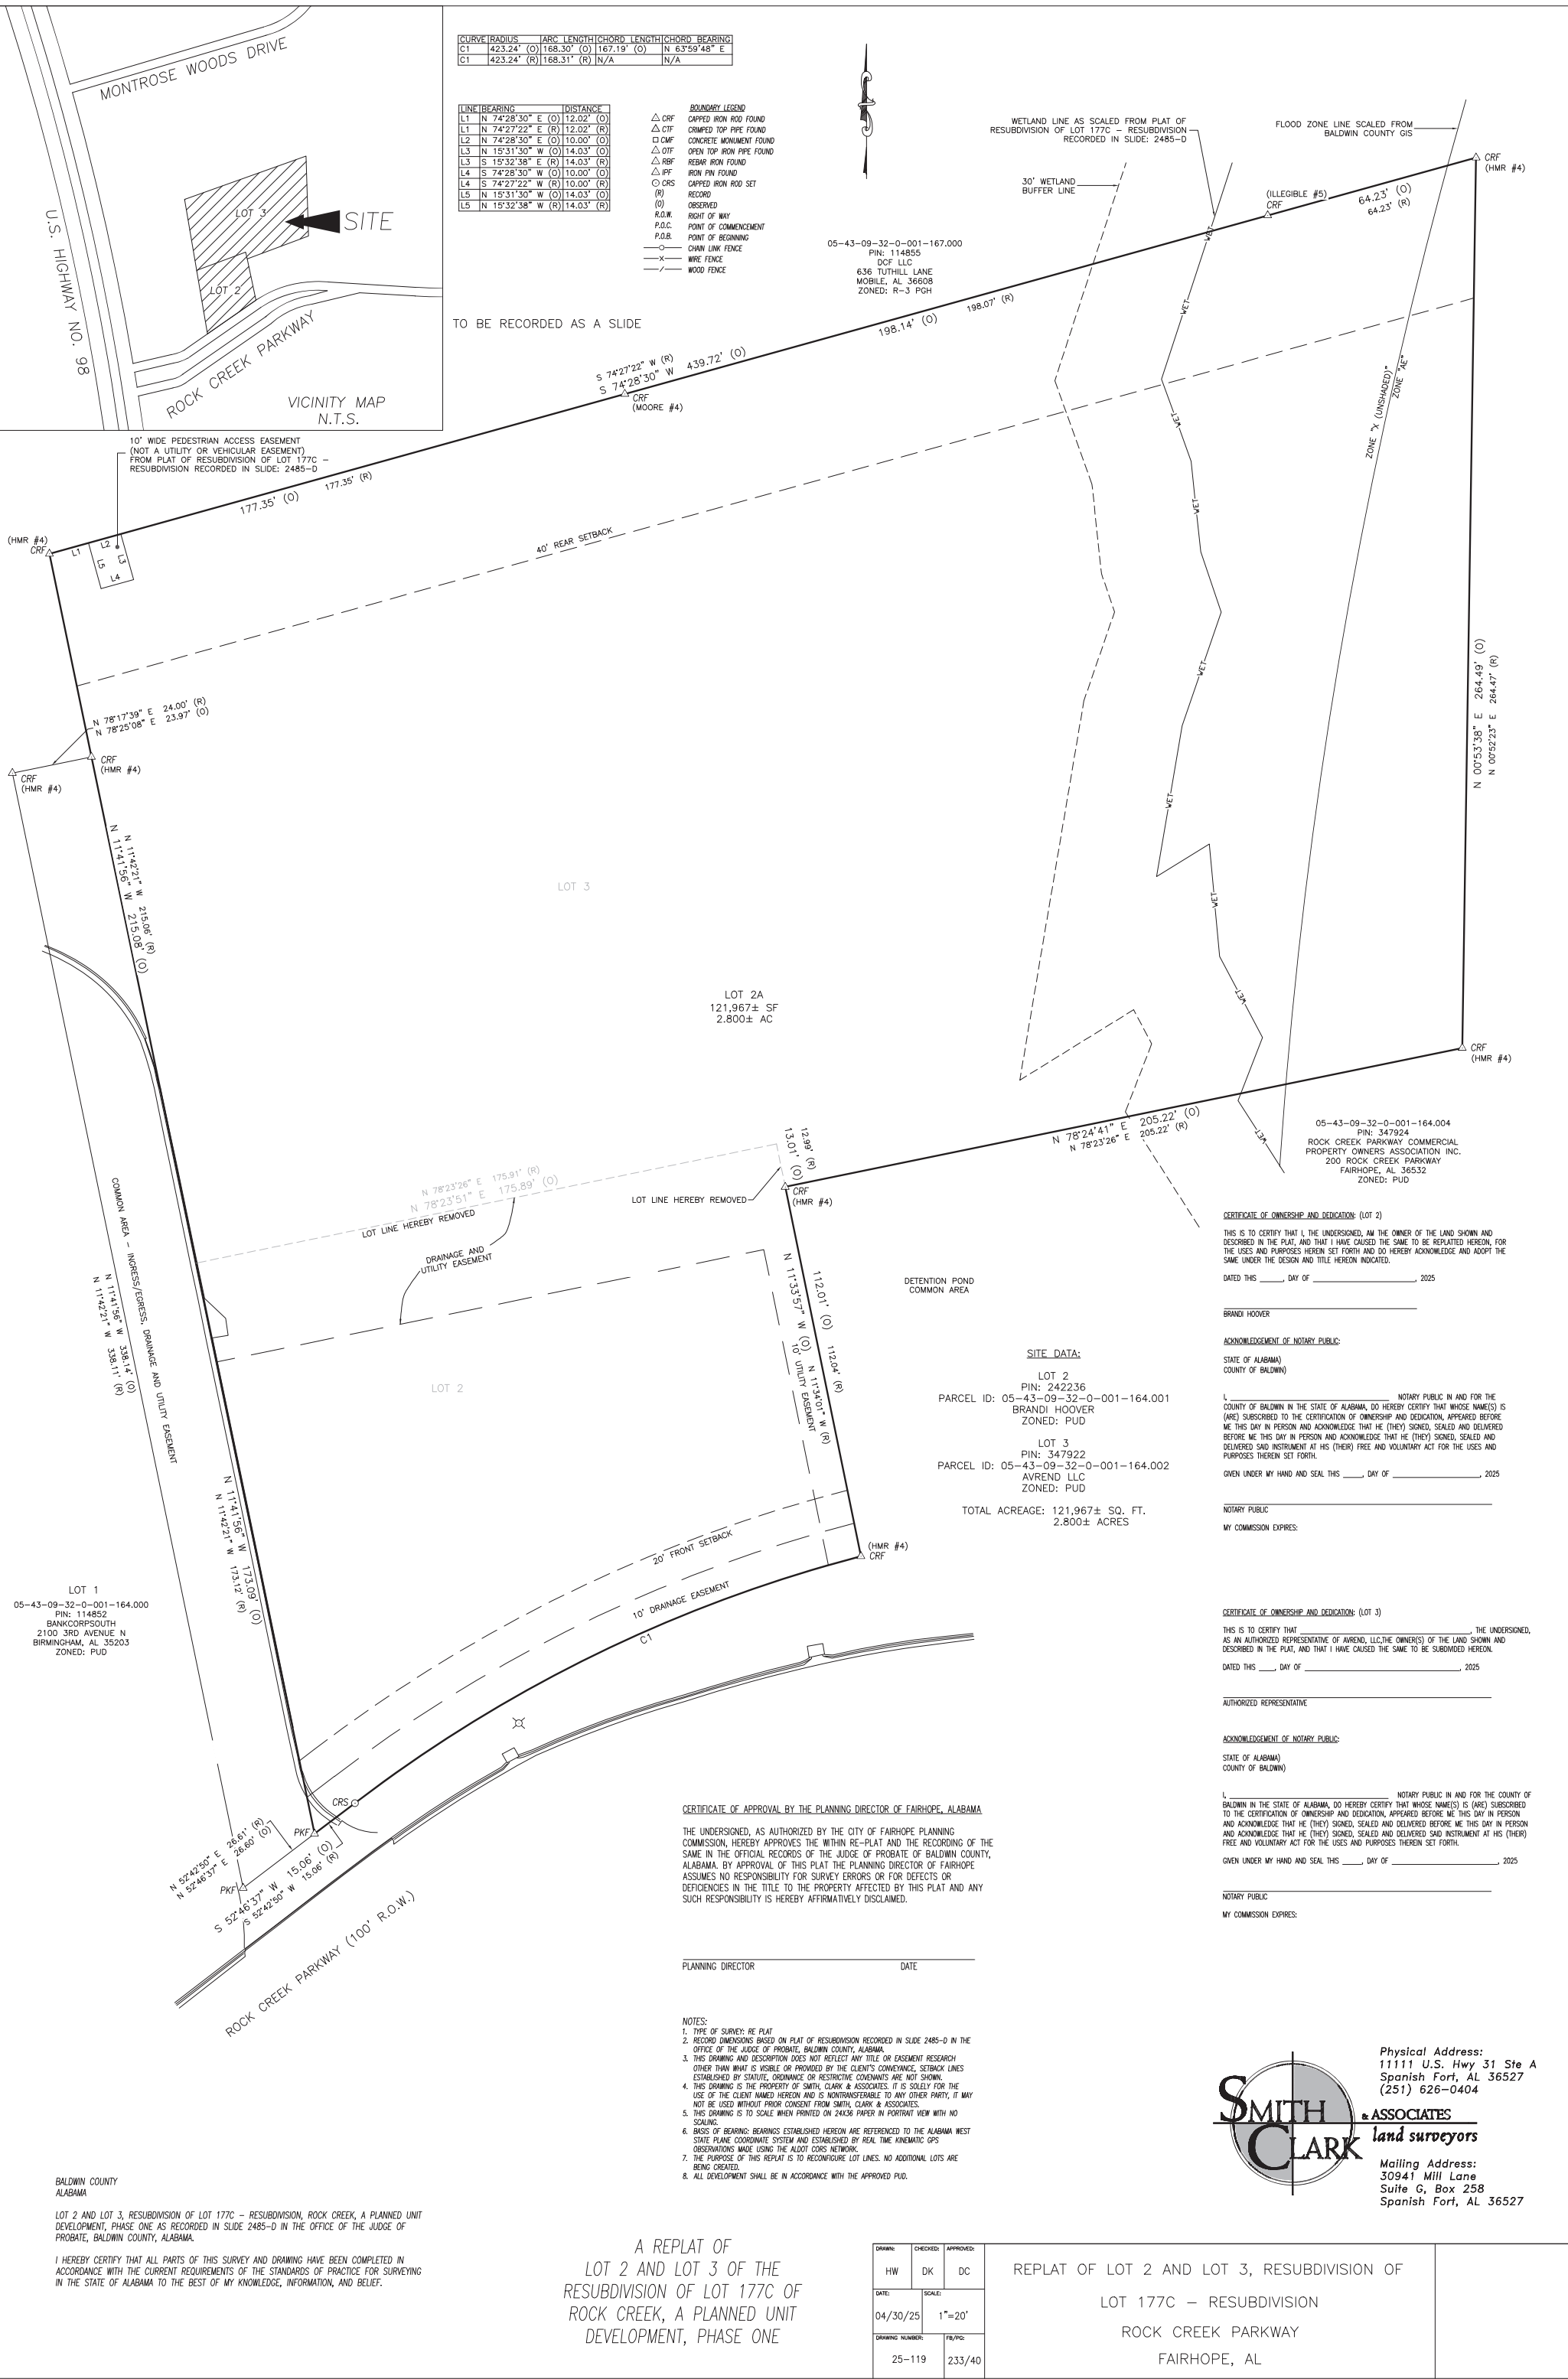 MONTROSE WOODS DRIVE
U.S. HIGHWAY NO. 98
LOT 3
SITE
LOT 2
ROCK CREEK PARKWAY
VICINITY MAP
N.T.S.
CURVE RADIUS ARC LENGTH CHORD LENGTH CHORD BEARING
C1 423.24' (O) 168.30' (O) 167.19' (O) N 63°59'48" E
C1 423.24' (R) 168.31' (R) N/A N/A
LINE BEARING DISTANCE
L1 N 74°28'30" E (O) 12.02' (O)
L1 N 74°27'22" E (R) 12.02' (R)
L2 N 74°28'30" E (O) 10.00' (O)
L3 N 15°31'30" W (O) 14.03' (O)
L3 S 15°32'38" E (R) 14.03' (R)
L4 S 74°28'30" W (O) 10.00' (O)
L4 S 74°27'22" W (R) 10.00' (R)
L5 N 15°31'30" W (O) 14.03' (O)
L5 N 15°32'38" W (R) 14.03' (R)
BOUNDARY LEGEND
CRF CAPPED IRON ROD FOUND
CTF CRIMPED TOP PIPE FOUND
CMF CONCRETE MONUMENT FOUND
OTF OPEN TOP IRON PIPE FOUND
RBF REBAR IRON FOUND
IPF IRON PIN FOUND
CRS CAPPED IRON ROD SET
(R) RECORD
(O) OBSERVED
R.O.W. RIGHT OF WAY
P.O.C. POINT OF COMMENCEMENT
P.O.B. POINT OF BEGINNING
CHAIN LINK FENCE
X WIRE FENCE
WOOD FENCE
TO BE RECORDED AS A SLIDE
WETLAND LINE AS SCALED FROM PLAT OF
RESUBDIVISION OF LOT 177C – RESUBDIVISION
RECORDED IN SLIDE: 2485-D
FLOOD ZONE LINE SCALED FROM
BALDWIN COUNTY GIS
30' WETLAND
BUFFER LINE
CRF
(HMR #4)
(ILLEGIBLE #5)
CRF
64.23' (O)
64.23' (R)
05-43-09-32-0-001-167.000
PIN: 114855
DCF LLC
636 TUTHILL LANE
MOBILE, AL 36608
ZONED: R-3 PGH
198.14' (O)
198.07' (R)
S 74°27'22" W (R)
S 74°28'30" W 439.72' (O)
CRF
(MOORE #4)
10' WIDE PEDESTRIAN ACCESS EASEMENT
(NOT A UTILITY OR VEHICULAR EASEMENT)
FROM PLAT OF RESUBDIVISION OF LOT 177C –
RESUBDIVISION RECORDED IN SLIDE: 2485-D
177.35' (O)
177.35' (R)
(HMR #4)
CRF
L1
L2
L3
L4
L5
40' REAR SETBACK
WET
WET
WET
WET
WET
WET
WET
WET
WET
ZONE "X (UNSHADED)"
ZONE "AE"
N 00°53'38" E 264.49' (O)
N 00°52'23" E 264.47' (R)
N 78°17'39" E 24.00' (R)
N 78°25'08" E 23.97' (O)
CRF
(HMR #4)
CRF
(HMR #4)
N 11°42'21" W 215.06' (R)
N 11°41'56" W 215.08' (O)
LOT 3
LOT 2A
121,967± SF
2.800± AC
CRF
(HMR #4)
N 78°24'41" E 205.22' (O)
N 78°23'26" E 205.22' (R)
05-43-09-32-0-001-164.004
PIN: 347924
ROCK CREEK PARKWAY COMMERCIAL
PROPERTY OWNERS ASSOCIATION INC.
200 ROCK CREEK PARKWAY
FAIRHOPE, AL 36532
ZONED: PUD
12.99' (R)
13.01' (O)
CRF
(HMR #4)
LOT LINE HEREBY REMOVED
N 78°23'26" E 175.91' (R)
N 78°23'51" E 175.89' (O)
LOT LINE HEREBY REMOVED
DRAINAGE AND
UTILITY EASEMENT
COMMON AREA – INGRESS/EGRESS, DRAINAGE AND UTILITY EASEMENT
N 11°41'56" W 338.14' (O)
N 11°42'21" W 338.11' (R)
112.01' (O)
N 11°33'57" W (O)
112.04' (R)
N 11°34'01" W (R)
10' UTILITY EASEMENT
DETENTION POND
COMMON AREA
LOT 2
SITE DATA:
LOT 2
PIN: 242236
PARCEL ID: 05-43-09-32-0-001-164.001
BRANDI HOOVER
ZONED: PUD
LOT 3
PIN: 347922
PARCEL ID: 05-43-09-32-0-001-164.002
AVREND LLC
ZONED: PUD
TOTAL ACREAGE: 121,967± SQ. FT.
2.800± ACRES
N 11°41'56" W 173.09' (O)
N 11°42'21" W 173.12' (R)
20' FRONT SETBACK
10' DRAINAGE EASEMENT
C1
(HMR #4)
CRF
LOT 1
05-43-09-32-0-001-164.000
PIN: 114852
BANKCORPSOUTH
2100 3RD AVENUE N
BIRMINGHAM, AL 35203
ZONED: PUD
CRS
PKF
PKF
N 52°42'50" E 26.61' (R)
N 52°46'37" E 26.60' (O)
S 52°46'37" W 15.06' (O)
S 52°42'50" W 15.06' (R)
ROCK CREEK PARKWAY (100' R.O.W.)
CERTIFICATE OF OWNERSHIP AND DEDICATION: (LOT 2)
THIS IS TO CERTIFY THAT I, THE UNDERSIGNED, AM THE OWNER OF THE LAND SHOWN AND
DESCRIBED IN THE PLAT, AND THAT I HAVE CAUSED THE SAME TO BE REPLATTED HEREON, FOR
THE USES AND PURPOSES HEREIN SET FORTH AND DO HEREBY ACKNOWLEDGE AND ADOPT THE
SAME UNDER THE DESIGN AND TITLE HEREON INDICATED.
DATED THIS ______, DAY OF __________________________, 2025
BRANDI HOOVER
ACKNOWLEDGEMENT OF NOTARY PUBLIC:
STATE OF ALABAMA)
COUNTY OF BALDWIN)
I, ______________________________ NOTARY PUBLIC IN AND FOR THE
COUNTY OF BALDWIN IN THE STATE OF ALABAMA, DO HEREBY CERTIFY THAT WHOSE NAME(S) IS
(ARE) SUBSCRIBED TO THE CERTIFICATION OF OWNERSHIP AND DEDICATION, APPEARED BEFORE
ME THIS DAY IN PERSON AND ACKNOWLEDGE THAT HE (THEY) SIGNED, SEALED AND DELIVERED
BEFORE ME THIS DAY IN PERSON AND ACKNOWLEDGE THAT HE (THEY) SIGNED, SEALED AND
DELIVERED SAID INSTRUMENT AT HIS (THEIR) FREE AND VOLUNTARY ACT FOR THE USES AND
PURPOSES THEREIN SET FORTH.
GIVEN UNDER MY HAND AND SEAL THIS _____, DAY OF ______________________, 2025
NOTARY PUBLIC
MY COMMISSION EXPIRES:
CERTIFICATE OF OWNERSHIP AND DEDICATION: (LOT 3)
THIS IS TO CERTIFY THAT ______________________________, THE UNDERSIGNED,
AS AN AUTHORIZED REPRESENTATIVE OF AVREND, LLC,THE OWNER(S) OF THE LAND SHOWN AND
DESCRIBED IN THE PLAT, AND THAT I HAVE CAUSED THE SAME TO BE SUBDIVIDED HEREON.
DATED THIS ____, DAY OF ______________________________, 2025
AUTHORIZED REPRESENTATIVE
ACKNOWLEDGEMENT OF NOTARY PUBLIC:
STATE OF ALABAMA)
COUNTY OF BALDWIN)
I, ______________________________ NOTARY PUBLIC IN AND FOR THE COUNTY OF
BALDWIN IN THE STATE OF ALABAMA, DO HEREBY CERTIFY THAT WHOSE NAME(S) IS (ARE) SUBSCRIBED
TO THE CERTIFICATION OF OWNERSHIP AND DEDICATION, APPEARED BEFORE ME THIS DAY IN PERSON
AND ACKNOWLEDGE THAT HE (THEY) SIGNED, SEALED AND DELIVERED BEFORE ME THIS DAY IN PERSON
AND ACKNOWLEDGE THAT HE (THEY) SIGNED, SEALED AND DELIVERED SAID INSTRUMENT AT HIS (THEIR)
FREE AND VOLUNTARY ACT FOR THE USES AND PURPOSES THEREIN SET FORTH.
GIVEN UNDER MY HAND AND SEAL THIS _____, DAY OF __________________________, 2025
NOTARY PUBLIC
MY COMMISSION EXPIRES:
CERTIFICATE OF APPROVAL BY THE PLANNING DIRECTOR OF FAIRHOPE, ALABAMA
THE UNDERSIGNED, AS AUTHORIZED BY THE CITY OF FAIRHOPE PLANNING
COMMISSION, HEREBY APPROVES THE WITHIN RE-PLAT AND THE RECORDING OF THE
SAME IN THE OFFICIAL RECORDS OF THE JUDGE OF PROBATE OF BALDWIN COUNTY,
ALABAMA. BY APPROVAL OF THIS PLAT THE PLANNING DIRECTOR OF FAIRHOPE
ASSUMES NO RESPONSIBILITY FOR SURVEY ERRORS OR FOR DEFECTS OR
DEFICIENCIES IN THE TITLE TO THE PROPERTY AFFECTED BY THIS PLAT AND ANY
SUCH RESPONSIBILITY IS HEREBY AFFIRMATIVELY DISCLAIMED.
PLANNING DIRECTOR DATE
NOTES:
1. TYPE OF SURVEY: RE PLAT
2. RECORD DIMENSIONS BASED ON PLAT OF RESUBDIVISION RECORDED IN SLIDE 2485-D IN THE
OFFICE OF THE JUDGE OF PROBATE, BALDWIN COUNTY, ALABAMA.
3. THIS DRAWING AND DESCRIPTION DOES NOT REFLECT ANY TITLE OR EASEMENT RESEARCH
OTHER THAN WHAT IS VISIBLE OR PROVIDED BY THE CLIENT'S CONVEYANCE, SETBACK LINES
ESTABLISHED BY STATUTE, ORDINANCE OR RESTRICTIVE COVENANTS ARE NOT SHOWN.
4. THIS DRAWING IS THE PROPERTY OF SMITH, CLARK & ASSOCIATES. IT IS SOLELY FOR THE
USE OF THE CLIENT NAMED HEREON AND IS NONTRANSFERABLE TO ANY OTHER PARTY, IT MAY
NOT BE USED WITHOUT PRIOR CONSENT FROM SMITH, CLARK & ASSOCIATES.
5. THIS DRAWING IS TO SCALE WHEN PRINTED ON 24X36 PAPER IN PORTRAIT VIEW WITH NO
SCALING.
6. BASIS OF BEARING: BEARINGS ESTABLISHED HEREON ARE REFERENCED TO THE ALABAMA WEST
STATE PLANE COORDINATE SYSTEM AND ESTABLISHED BY REAL TIME KINEMATIC GPS
OBSERVATIONS MADE USING THE ALDOT CORS NETWORK.
7. THE PURPOSE OF THIS REPLAT IS TO RECONFIGURE LOT LINES. NO ADDITIONAL LOTS ARE
BEING CREATED.
8. ALL DEVELOPMENT SHALL BE IN ACCORDANCE WITH THE APPROVED PUD.
SMITH
CLARK
& ASSOCIATES
land surveyors
Physical Address:
11111 U.S. Hwy 31 Ste A
Spanish Fort, AL 36527
(251) 626-0404
Mailing Address:
30941 Mill Lane
Suite G, Box 258
Spanish Fort, AL 36527
BALDWIN COUNTY
ALABAMA
LOT 2 AND LOT 3, RESUBDIVISION OF LOT 177C – RESUBDIVISION, ROCK CREEK, A PLANNED UNIT
DEVELOPMENT, PHASE ONE AS RECORDED IN SLIDE 2485-D IN THE OFFICE OF THE JUDGE OF
PROBATE, BALDWIN COUNTY, ALABAMA.
I HEREBY CERTIFY THAT ALL PARTS OF THIS SURVEY AND DRAWING HAVE BEEN COMPLETED IN
ACCORDANCE WITH THE CURRENT REQUIREMENTS OF THE STANDARDS OF PRACTICE FOR SURVEYING
IN THE STATE OF ALABAMA TO THE BEST OF MY KNOWLEDGE, INFORMATION, AND BELIEF.
A REPLAT OF
LOT 2 AND LOT 3 OF THE
RESUBDIVISION OF LOT 177C OF
ROCK CREEK, A PLANNED UNIT
DEVELOPMENT, PHASE ONE
DRAWN: CHECKED: APPROVED:
HW DK DC
DATE: SCALE:
04/30/25 1"=20'
DRAWING NUMBER: FB/PG:
25-119 233/40
REPLAT OF LOT 2 AND LOT 3, RESUBDIVISION OF
LOT 177C – RESUBDIVISION
ROCK CREEK PARKWAY
FAIRHOPE, AL